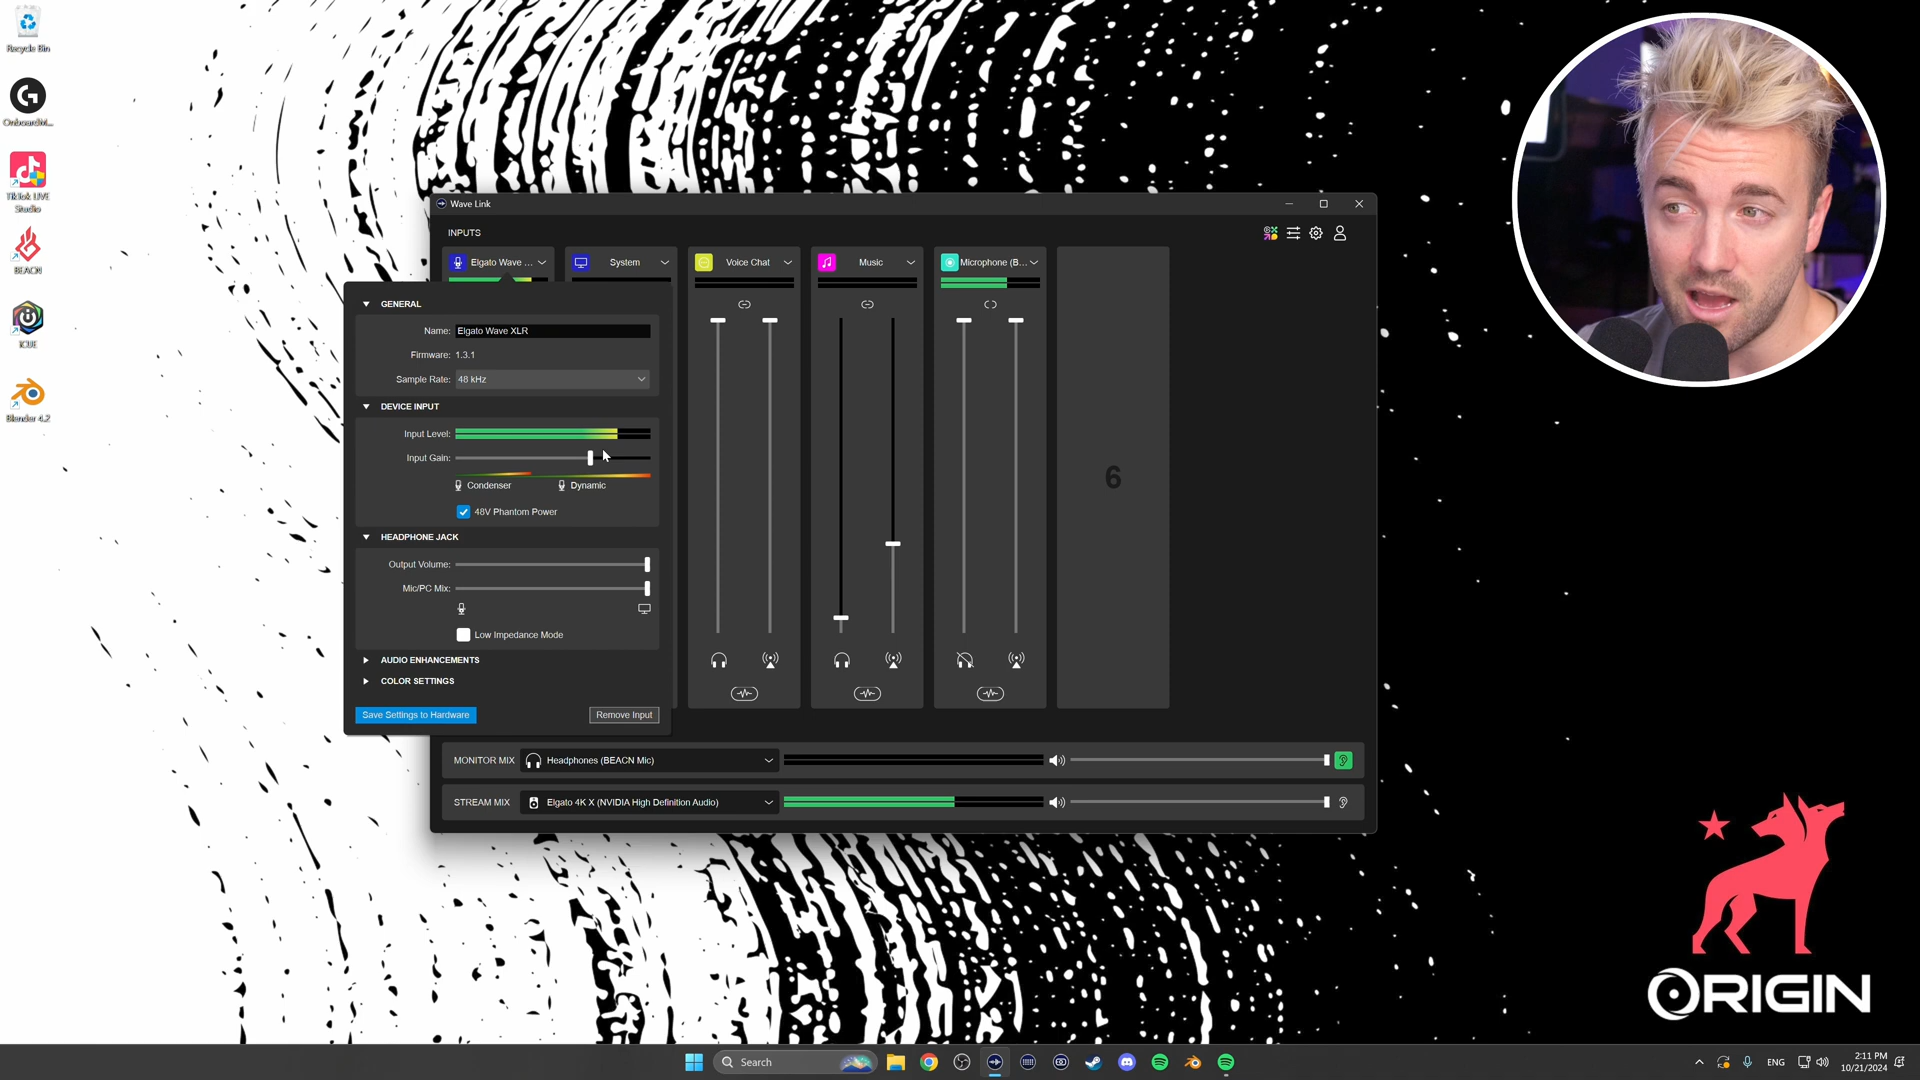 Recycle Bin
OnboardM...
TikTok LIVE
Studio
BEACN
iCUE
Blender 4.2
Wave Link
INPUTS
Elgato Wave ...
System
Voice Chat
Music
Microphone (B...
GENERAL
Name: Elgato Wave XLR
Firmware: 1.3.1
Sample Rate: 48 kHz
DEVICE INPUT
Input Level:
Input Gain:
Condenser
Dynamic
48V Phantom Power
HEADPHONE JACK
Output Volume:
Mic/PC Mix:
Low Impedance Mode
AUDIO ENHANCEMENTS
COLOR SETTINGS
Save Settings to Hardware
Remove Input
6
MONITOR MIX
Headphones (BEACN Mic)
STREAM MIX
Elgato 4K X (NVIDIA High Definition Audio)
ORIGIN
Search
ENG
2:11 PM
10/21/2024